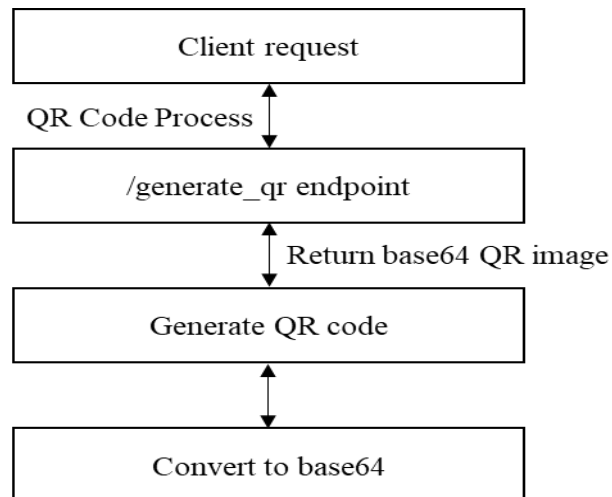 Client request
QR Code Process
/generate_qr endpoint
Return base64 QR image
Generate QR code
Convert to base64